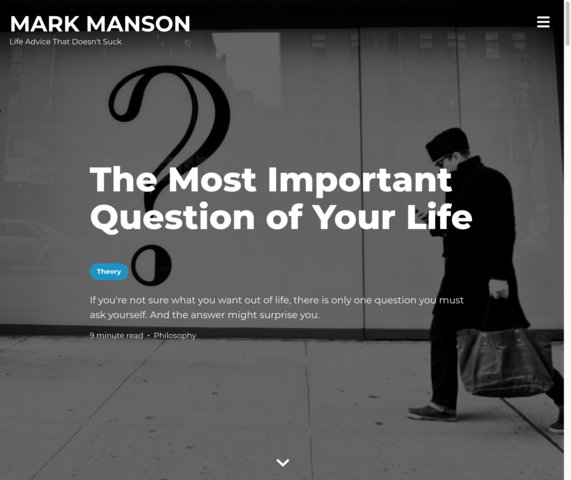 MARK MANSON
Life Advice That Doesn't Suck
The Most Important
Question of Your Life
Theory
If you're not sure what you want out of life, there is only one question you must
ask yourself. And the answer might surprise you.
9 minute read • Philosophy